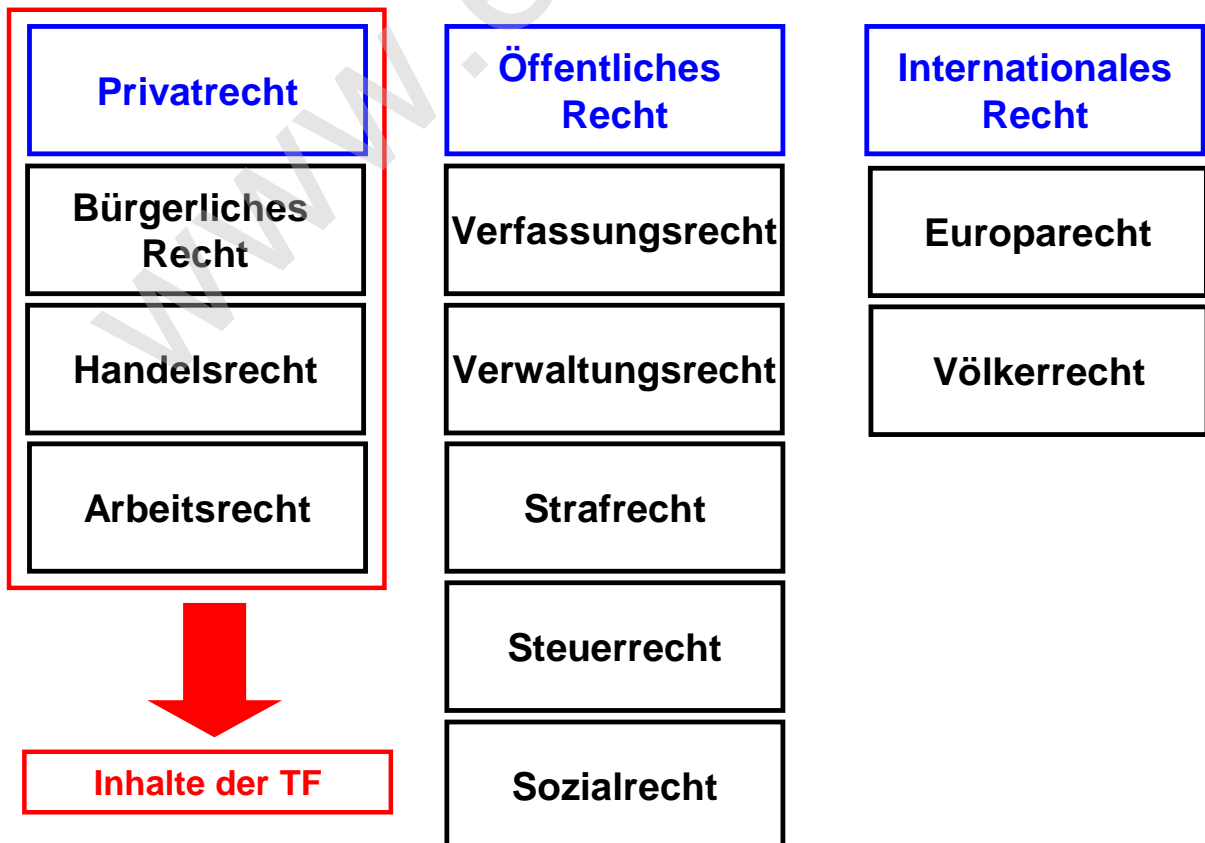 Privatrecht
Bürgerliches
Recht
Handelsrecht
Arbeitsrecht
Inhalte der TF
Öffentliches
Recht
Verfassungsrecht
Verwaltungsrecht
Strafrecht
Steuerrecht
Sozialrecht
Internationales
Recht
Europarecht
Völkerrecht
www.